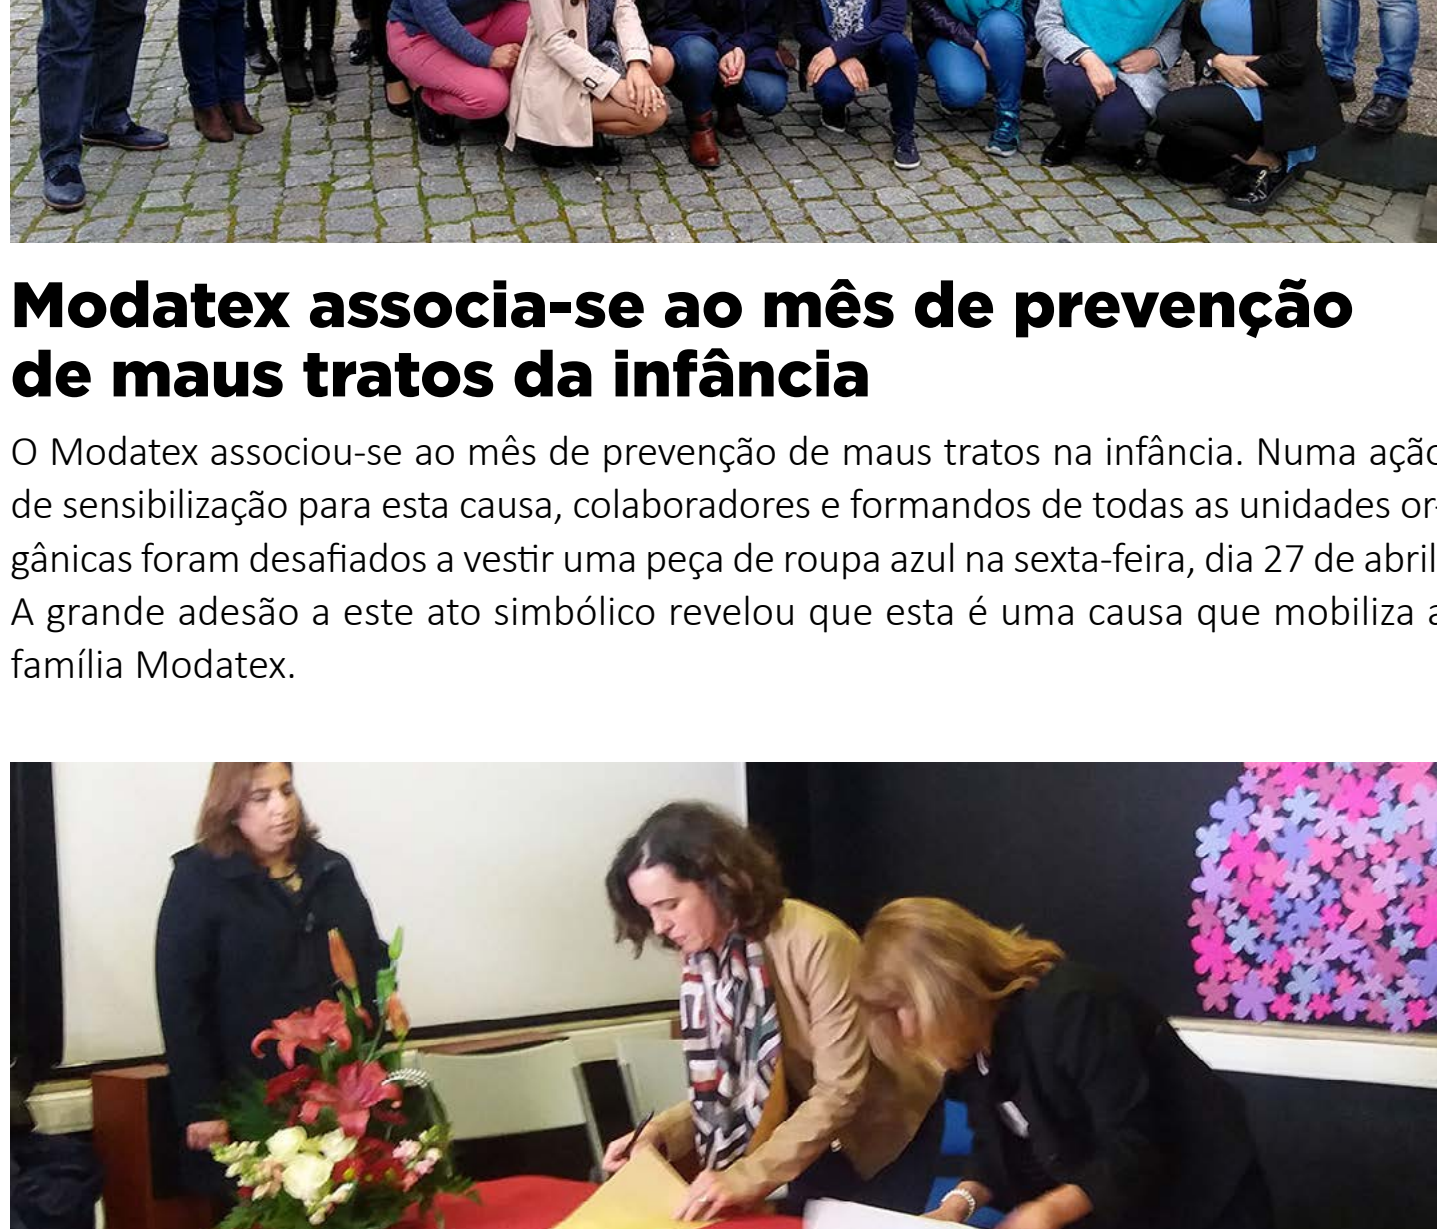 Modatex associa-se ao mês de prevenção
de maus tratos da infância
O Modatex associou-se ao mês de prevenção de maus tratos na infância. Numa ação
de sensibilização para esta causa, colaboradores e formandos de todas as unidades or-
gânicas foram desafiados a vestir uma peça de roupa azul na sexta-feira, dia 27 de abril
A grande adesão a este ato simbólico revelou que esta é uma causa que mobiliza a
família Modatex.